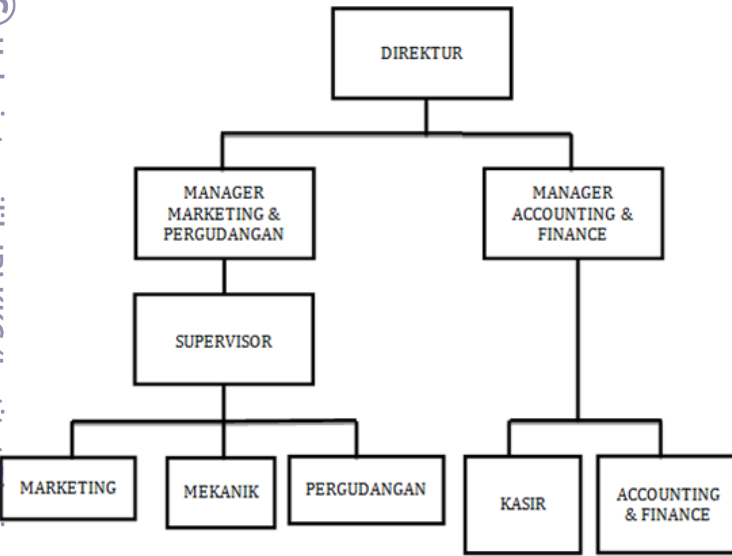 DIREKTUR
MANAGER
MARKETING &
PERGUDANGAN
MANAGER
ACCOUNTING &
FINANCE
SUPERVISOR
MARKETING
MEKANIK
PERGUDANGAN
KASIR
ACCOUNTING
& FINANCE